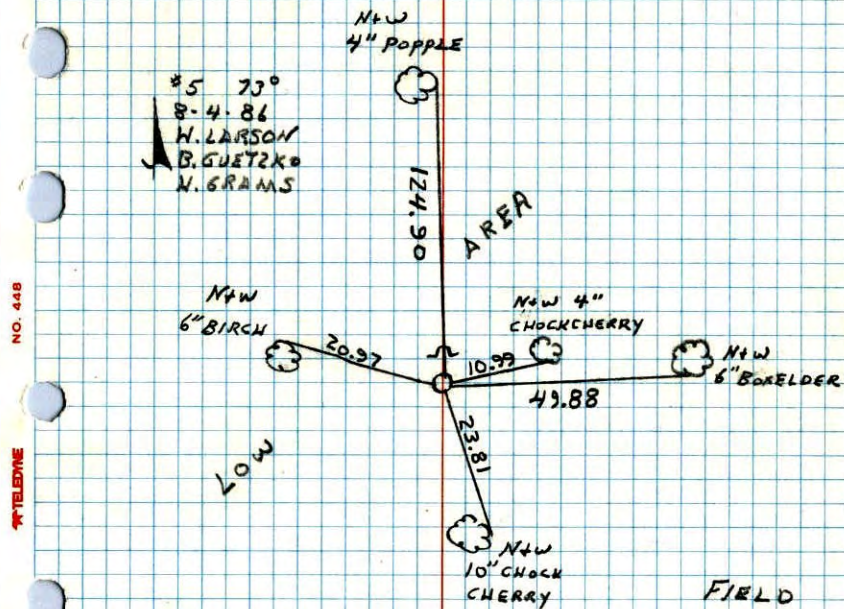 N+W
4" POPPLE
#5 73°
8-4-86
W. LARSON
B. GUETZKO
W. GRAMS
124.90
AREA
N+W
6" BIRCH
N+W 4"
CHOCKCHERRY
20.97
10.99
N+W
6" BOXELDER
49.88
23.81
LOW
N+W
10" CHOCK
CHERRY
FIELD
NO. 448
TELEDYNE